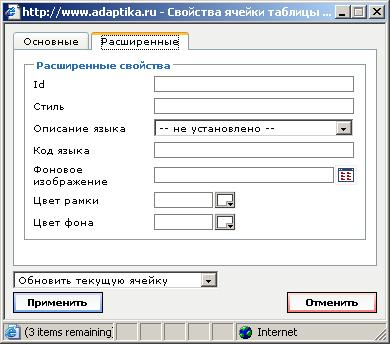 http://www.adaptika.ru - Свойства ячейки таблицы ...
Основные
Расширенные
Расширенные свойства
Id
Стиль
Описание языка
-- не установлено --
Код языка
Фоновое
изображение
Цвет рамки
Цвет фона
Обновить текущую ячейку
Применить
Отменить
(3 items remaining
Internet